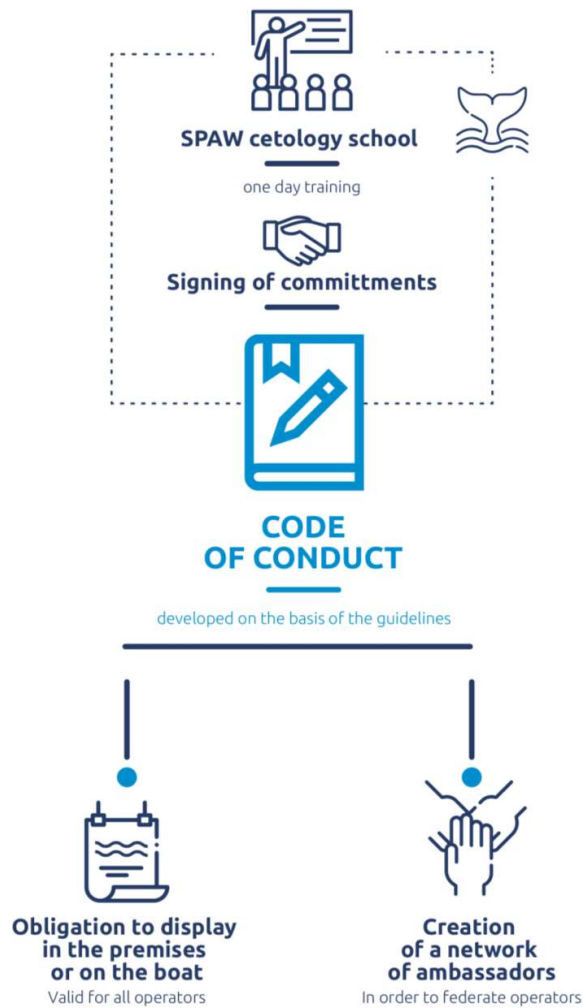 SPAW cetology school
one day training
Signing of committments
CODE
OF CONDUCT
developed on the basis of the guidelines
Obligation to display
in the premises
or on the boat
Valid for all operators
Creation
of a network
of ambassadors
In order to federate operators